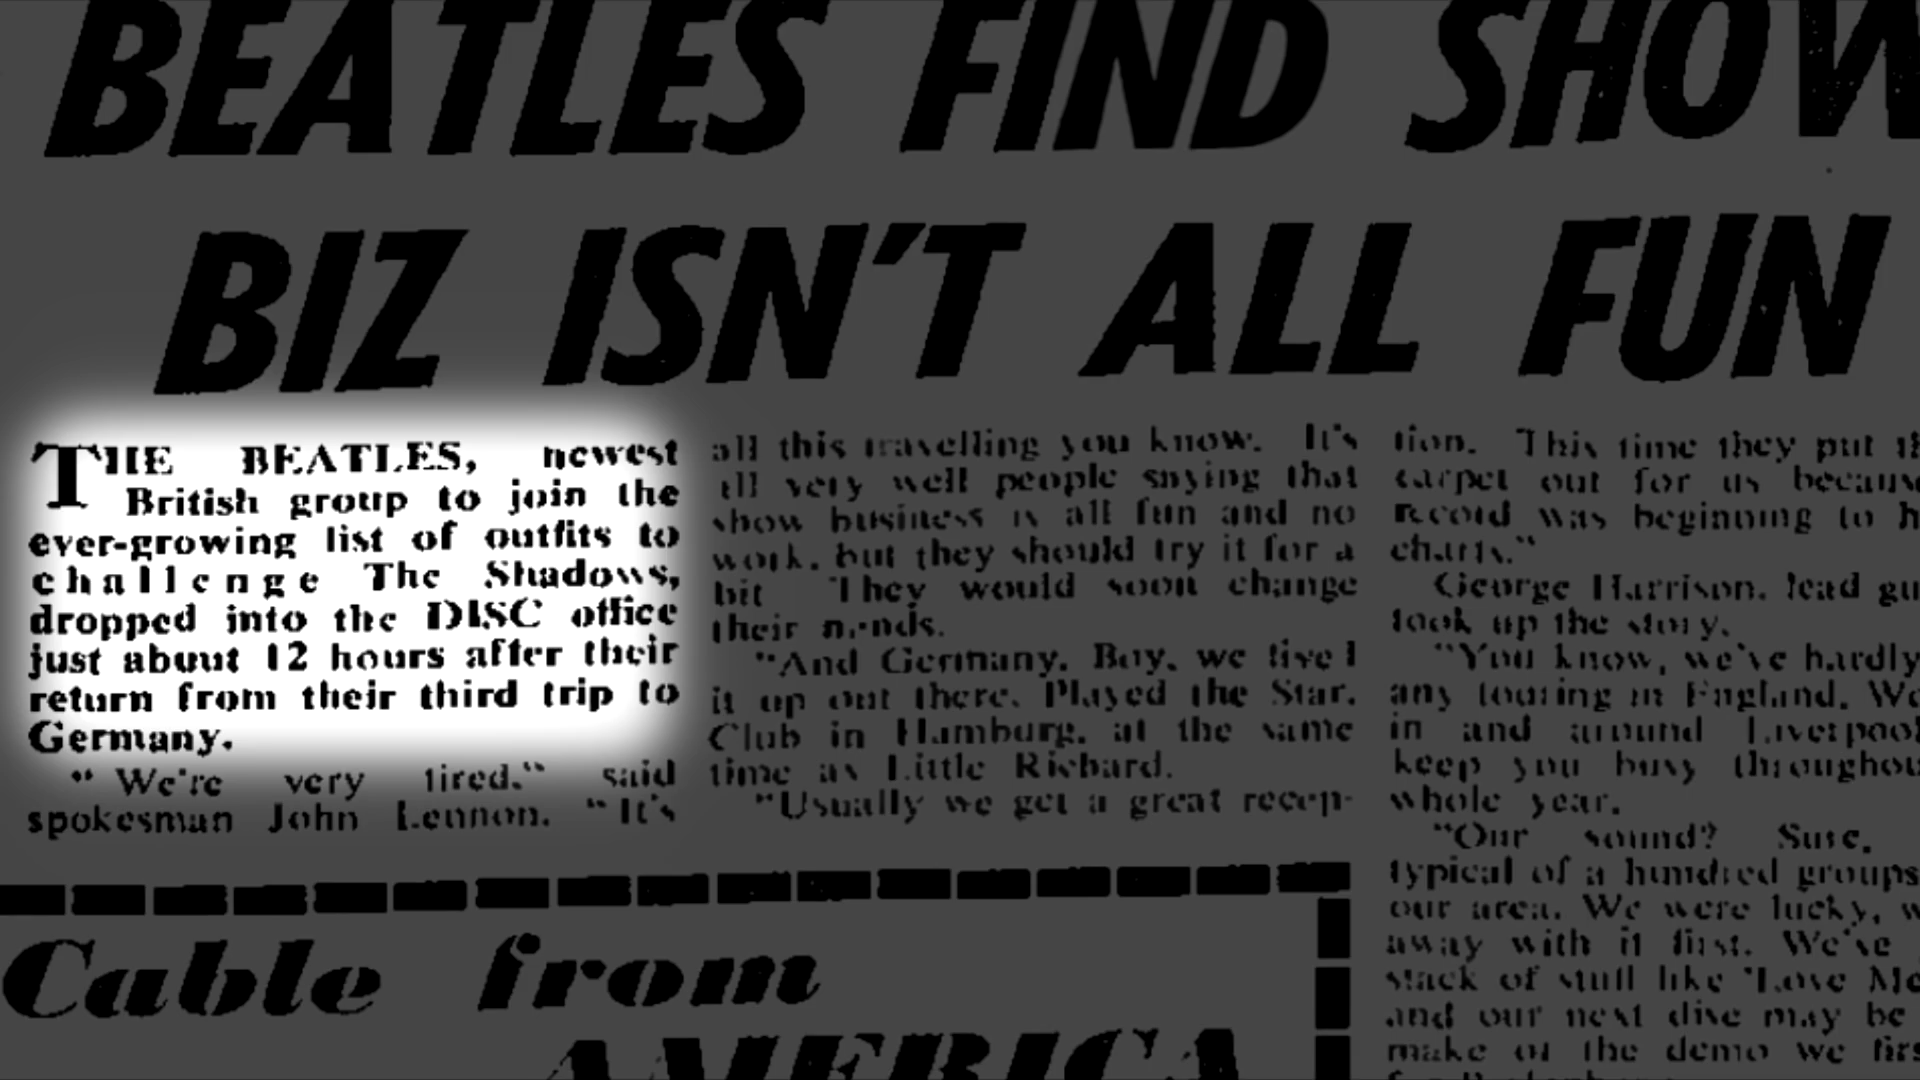 BEATLES FIND SHOW
BIZ ISN'T ALL FUN
THE BEATLES, newest
British group to join the
ever-growing list of outfits to
challenge The Shadows,
dropped into the DISC office
just about 12 hours after their
return from their third trip to
Germany.
"We're very tired." said
spokesman John Lennon. "It's
all this travelling you know. It's
all very well people saying that
show business is all fun and no
work, but they should try it for a
bit They would soon change
their minds.
"And Germany. Boy, we lived
it up out there. Played the Star.
Club in Hamburg, at the same
time as Little Richard.
"Usually we get a great recep-
tion. This time they put th
carpet out for us because
record was beginning to h
charts."
George Harrison, lead gu
took up the story.
"You know, we've hardly
any touring in England. We
in and around Liverpool
keep you busy throughou
whole year.
"Our sound? Sure,
typical of a hundred groups
our area. We were lucky, w
away with it first. We've
stack of stuff like 'Love Me
and our next disc may be
make of the demo we firs
Cable from
AMERICA